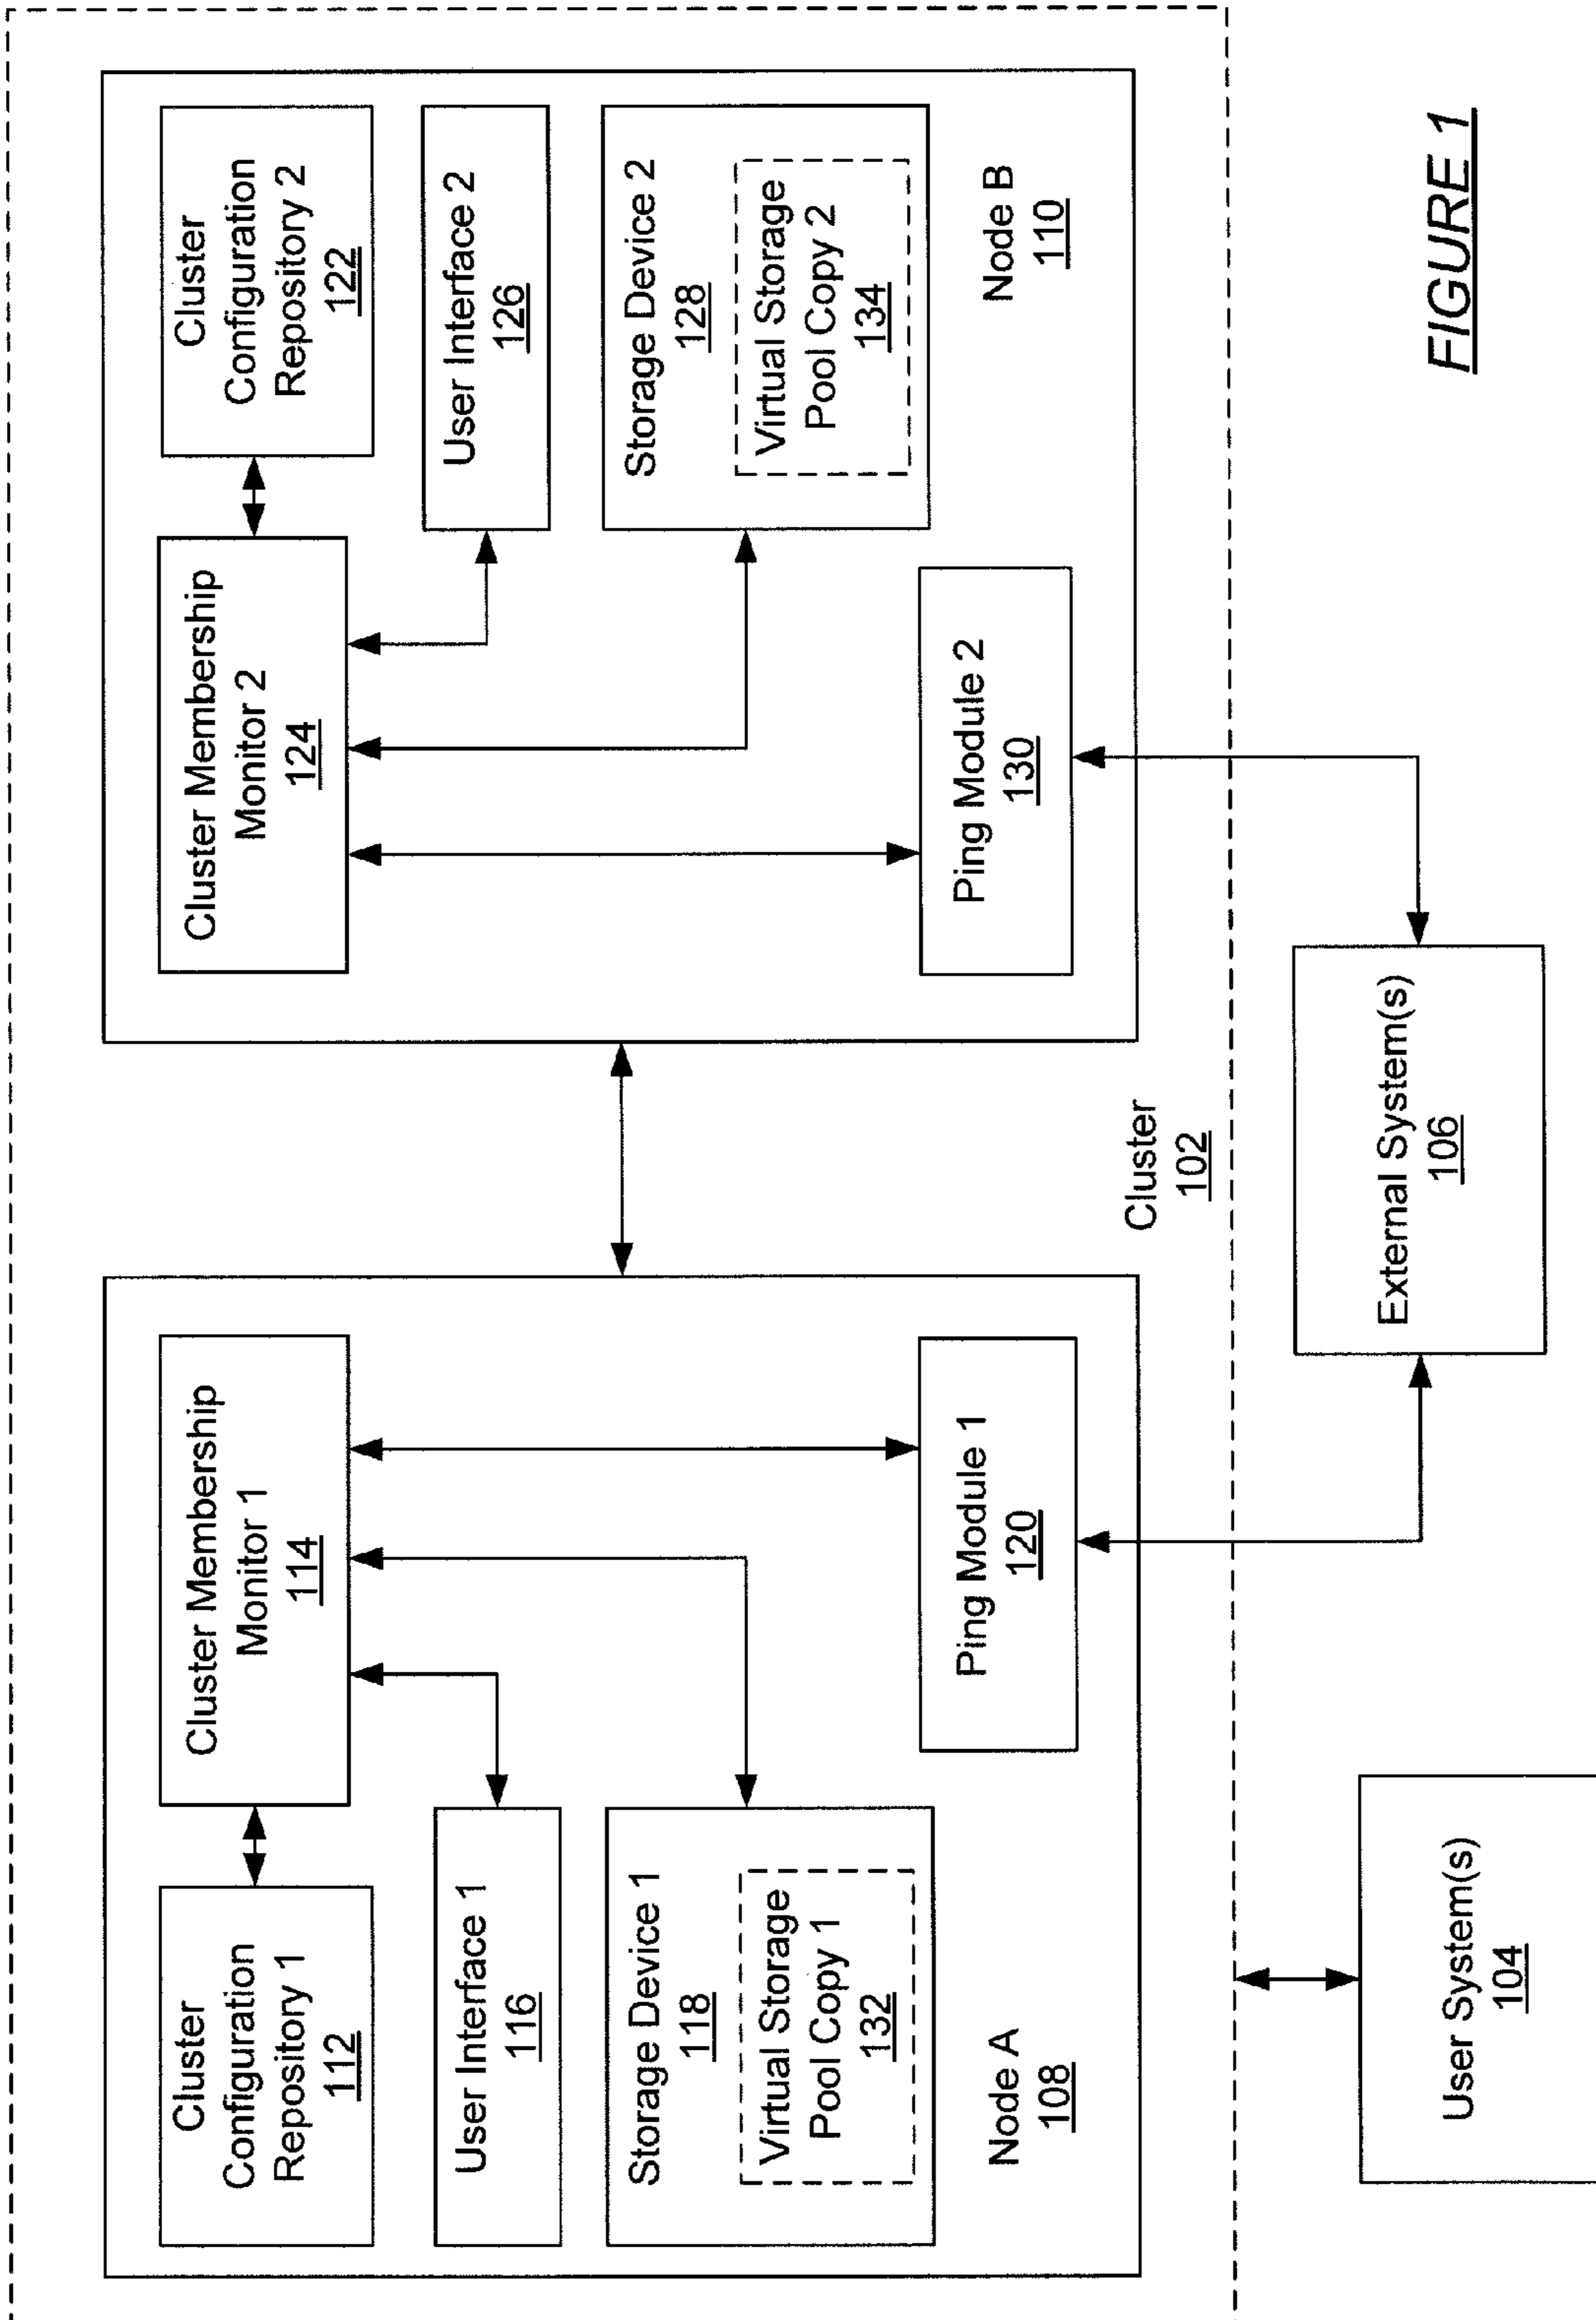 Cluster
Configuration
Repository 1
112
Cluster Membership
Monitor 1
114
User Interface 1
116
Storage Device 1
118
Virtual Storage
Pool Copy 1
132
Ping Module 1
120
Node A
108
Cluster Membership
Monitor 2
124
Cluster
Configuration
Repository 2
122
User Interface 2
126
Storage Device 2
128
Virtual Storage
Pool Copy 2
134
Ping Module 2
130
Node B
110
Cluster
102
User System(s)
104
External System(s)
106
FIGURE 1